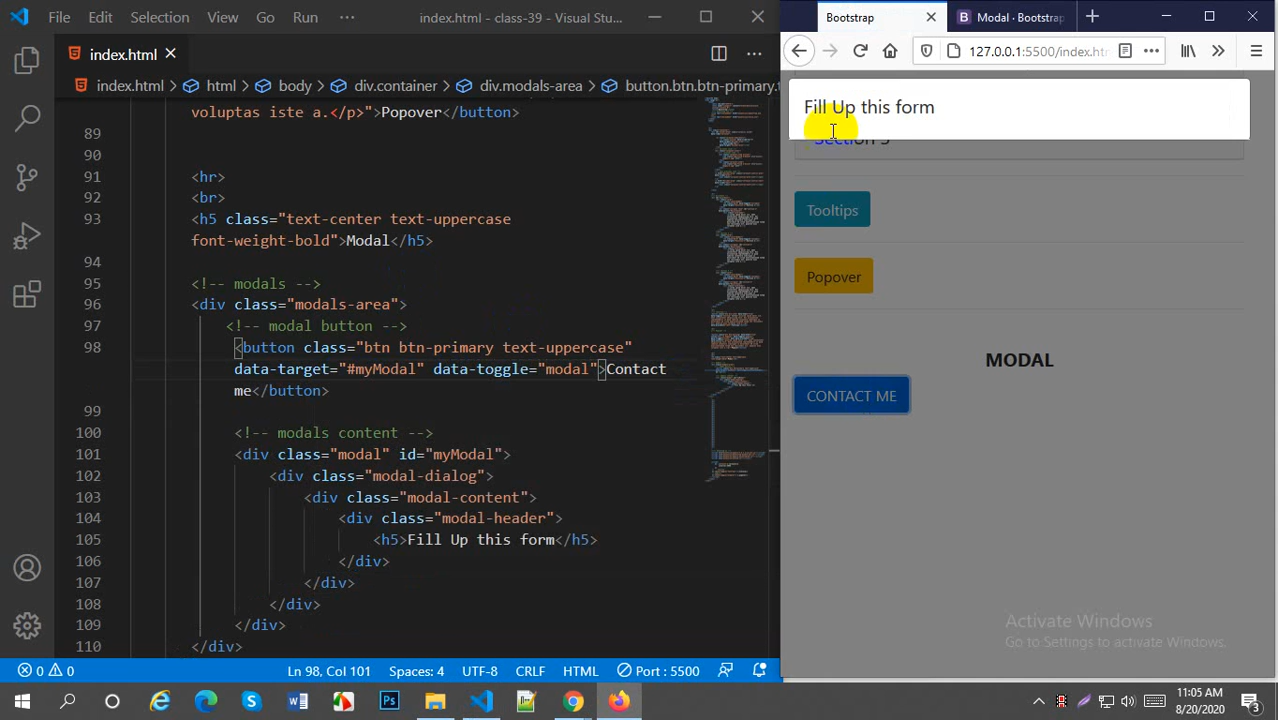 File Edit Selection View Go Run ··· index.html - class-39 - Visual Stu...
index.html
index.html > html > body > div.container > div.modals-area > button.btn.btn-primary.t
voluptas iste a.</p>">Popover</button>
89
90
91 <hr>
92 <br>
93 <h5 class="text-center text-uppercase
font-weight-bold">Modal</h5>
94
95 <!-- modals -->
96 <div class="modals-area">
97 <!-- modal button -->
98 <button class="btn btn-primary text-uppercase"
data-target="#myModal" data-toggle="modal">Contact
me</button>
99
100 <!-- modals content -->
101 <div class="modal" id="myModal">
102 <div class="modal-dialog">
103 <div class="modal-content">
104 <div class="modal-header">
105 <h5>Fill Up this form</h5>
106 </div>
107 </div>
108 </div>
109 </div>
110 </div>
0 0 Ln 98, Col 101 Spaces: 4 UTF-8 CRLF HTML Port : 5500
Bootstrap
Modal · Bootstrap
127.0.0.1:5500/index.ht
Fill Up this form
Section 3
Tooltips
Popover
MODAL
CONTACT ME
Activate Windows
Go to Settings to activate Windows.
11:05 AM
8/20/2020
3